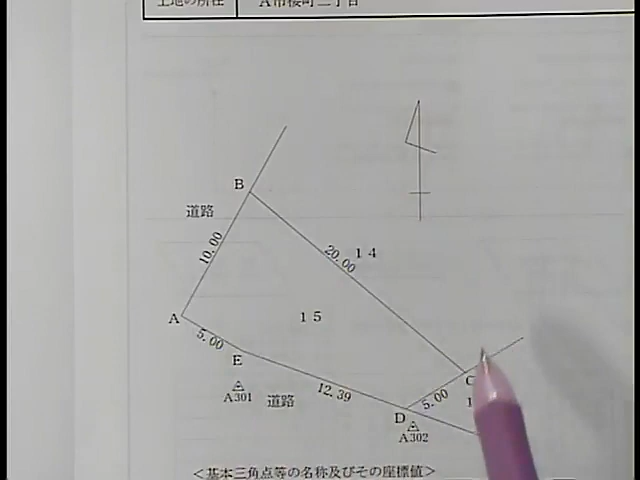 土地の所在 A市桜町三丁目
B
道路
10.00
20.00
14
A
15
5.00
E
12.39
5.00
C
A301
道路
D
A302
＜基本三角点等の名称及びその座標値＞